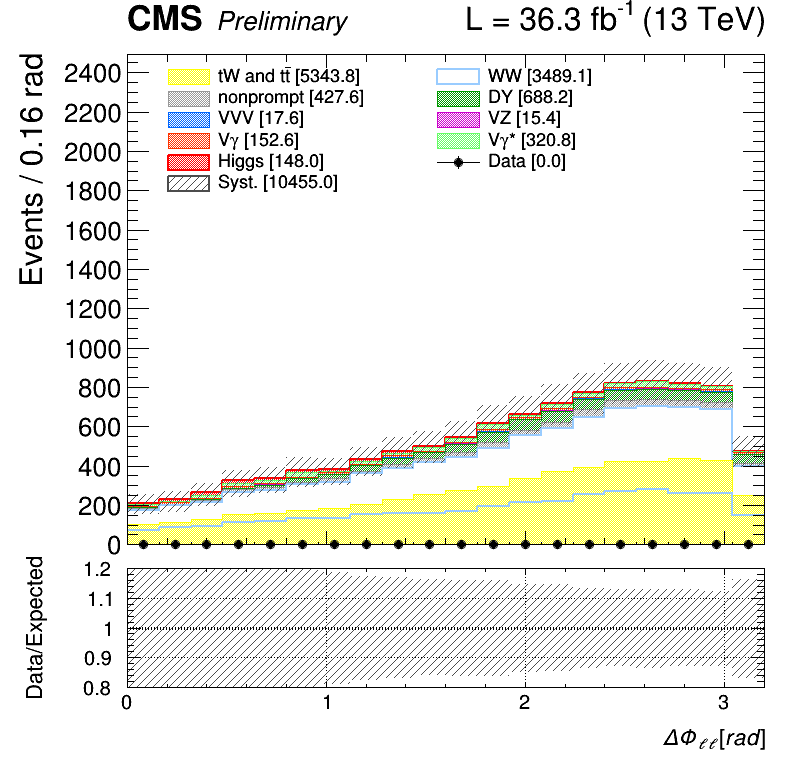 CMS Preliminary L = 36.3 fb⁻¹ (13 TeV)
Events / 0.16 rad
2400
2200
2000
1800
1600
1400
1200
1000
800
600
400
200
0
tW and tt̄ [5343.8]
nonprompt [427.6]
VVV [17.6]
Vγ [152.6]
Higgs [148.0]
Syst. [10455.0]
WW [3489.1]
DY [688.2]
VZ [15.4]
Vγ* [320.8]
Data [0.0]
Data/Expected
1.2
1.1
1
0.9
0.8
0 1 2 3
ΔΦℓℓ[rad]